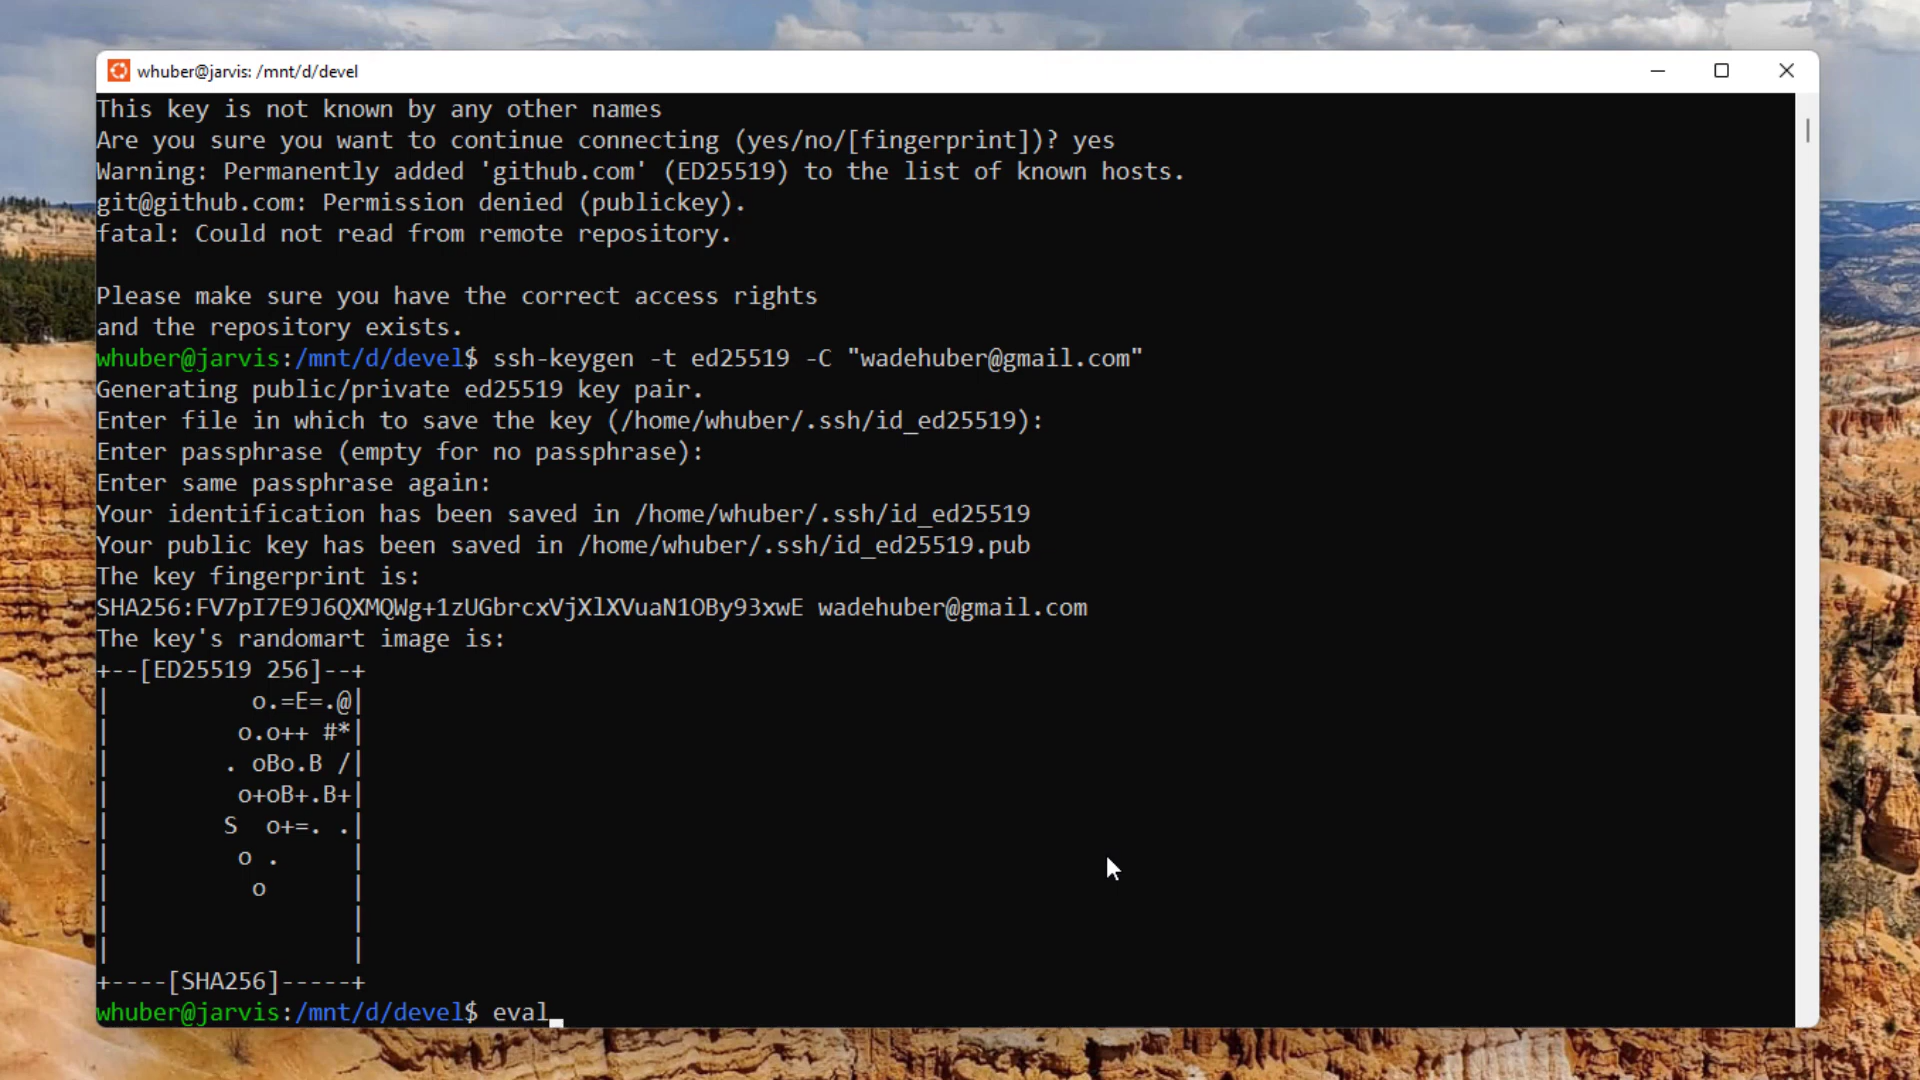 whuber@jarvis: /mnt/d/devel
This key is not known by any other names
Are you sure you want to continue connecting (yes/no/[fingerprint])? yes
Warning: Permanently added 'github.com' (ED25519) to the list of known hosts.
git@github.com: Permission denied (publickey).
fatal: Could not read from remote repository.
Please make sure you have the correct access rights
and the repository exists.
whuber@jarvis:/mnt/d/devel$ ssh-keygen -t ed25519 -C "wadehuber@gmail.com"
Generating public/private ed25519 key pair.
Enter file in which to save the key (/home/whuber/.ssh/id_ed25519):
Enter passphrase (empty for no passphrase):
Enter same passphrase again:
Your identification has been saved in /home/whuber/.ssh/id_ed25519
Your public key has been saved in /home/whuber/.ssh/id_ed25519.pub
The key fingerprint is:
SHA256:FV7pI7E9J6QXMQWg+1zUGbrcxVjXlXVuaN1OBy93xwE wadehuber@gmail.com
The key's randomart image is:
+--[ED25519 256]--+
|          o.=E=.@|
|         o.o++ #*|
|        . oBo.B /|
|         o+oB+.B+|
|        S  o+=. .|
|         o .     |
|          o      |
|                 |
|                 |
+----[SHA256]-----+
whuber@jarvis:/mnt/d/devel$ eval